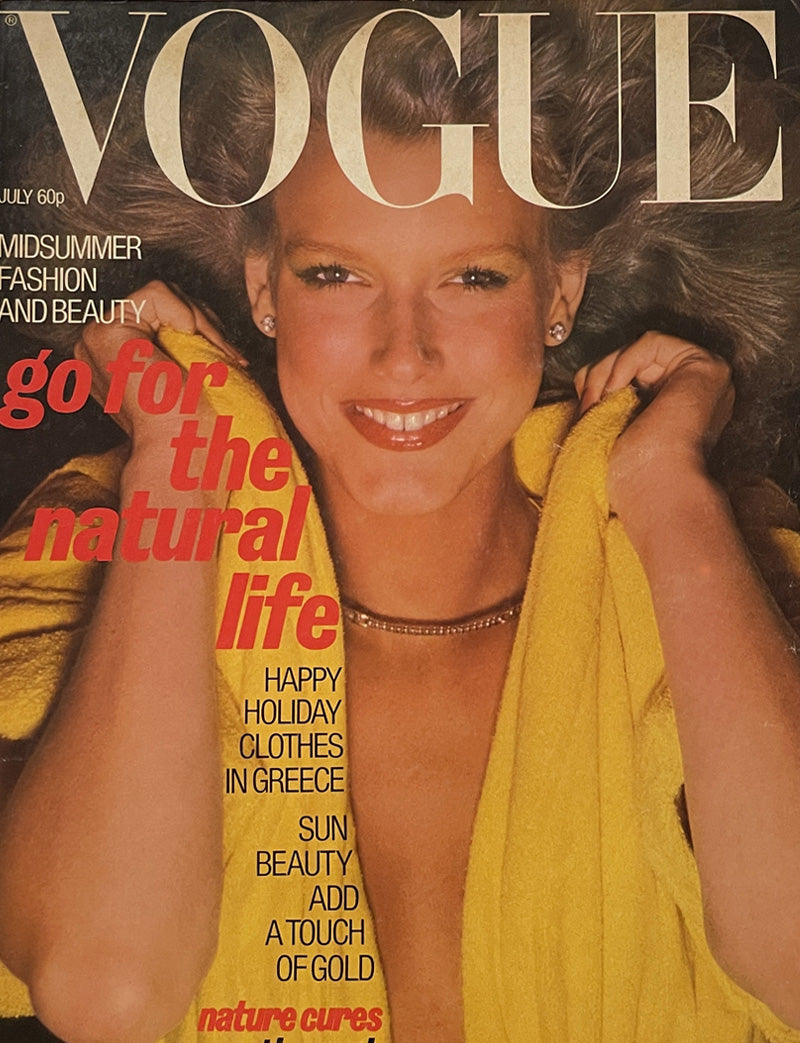 ®
VOGUE
JULY 60p
MIDSUMMER
FASHION
AND BEAUTY
go for
the
natural
life
HAPPY
HOLIDAY
CLOTHES
IN GREECE
SUN
BEAUTY
ADD
A TOUCH
OF GOLD
nature cures